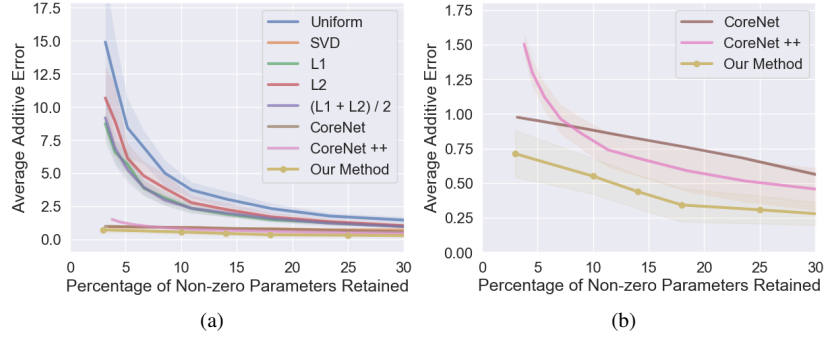 17.5
15.0
12.5
10.0
7.5
5.0
2.5
0.0
Average Additive Error
Uniform
SVD
L1
L2
(L1 + L2) / 2
CoreNet
CoreNet ++
Our Method
0 5 10 15 20 25 30
Percentage of Non-zero Parameters Retained
(a)
1.75
1.50
1.25
1.00
0.75
0.50
0.25
0.00
Average Additive Error
CoreNet
CoreNet ++
Our Method
0 5 10 15 20 25 30
Percentage of Non-zero Parameters Retained
(b)